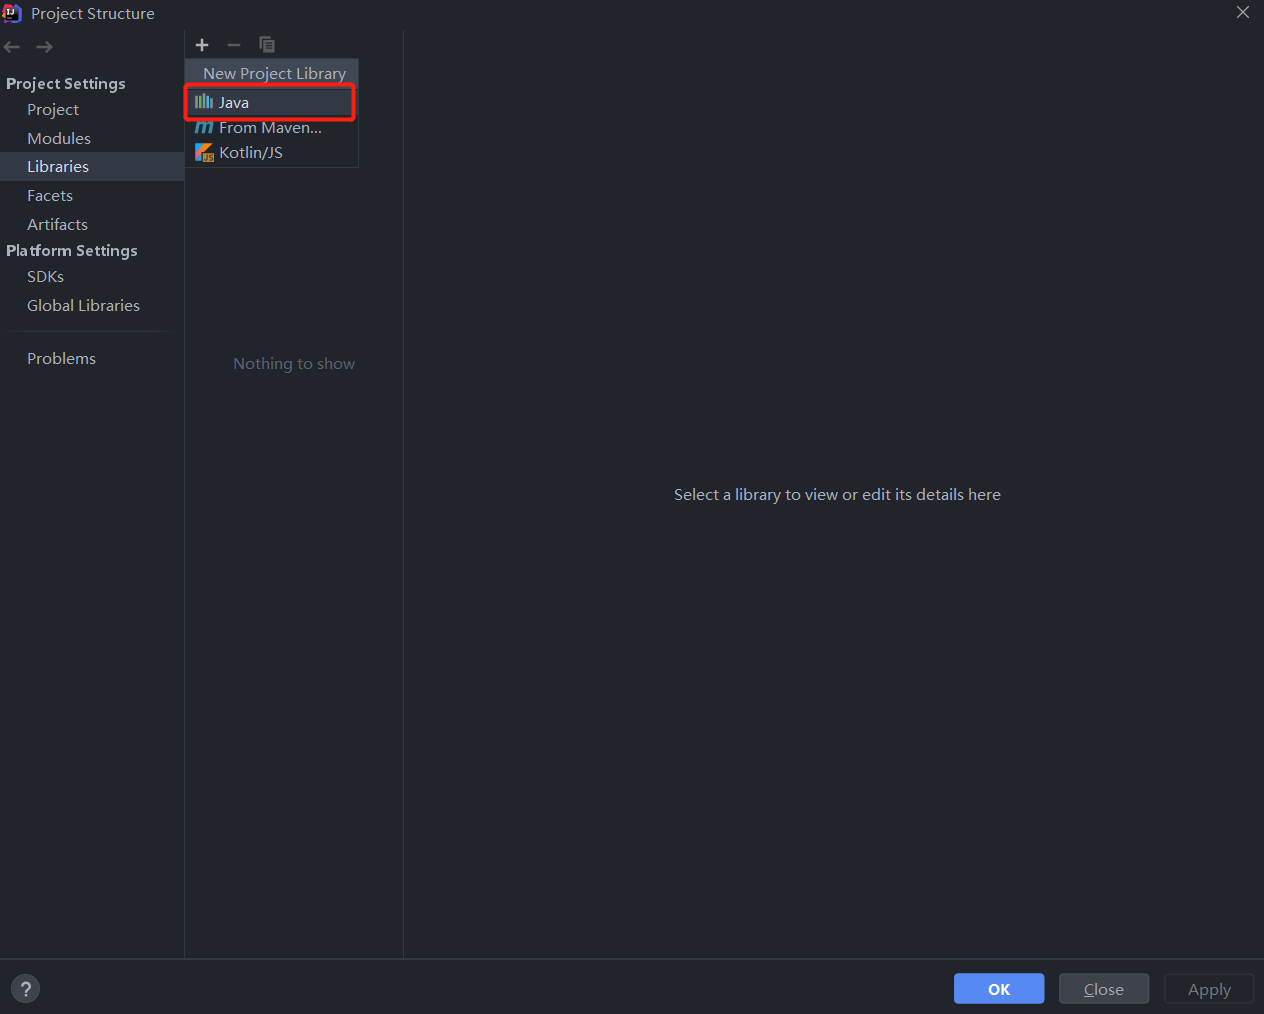 Project Structure
Project Settings
Project
Modules
Libraries
Facets
Artifacts
Platform Settings
SDKs
Global Libraries
Problems
New Project Library
Java
From Maven...
Kotlin/JS
Nothing to show
Select a library to view or edit its details here
?
OK
Close
Apply